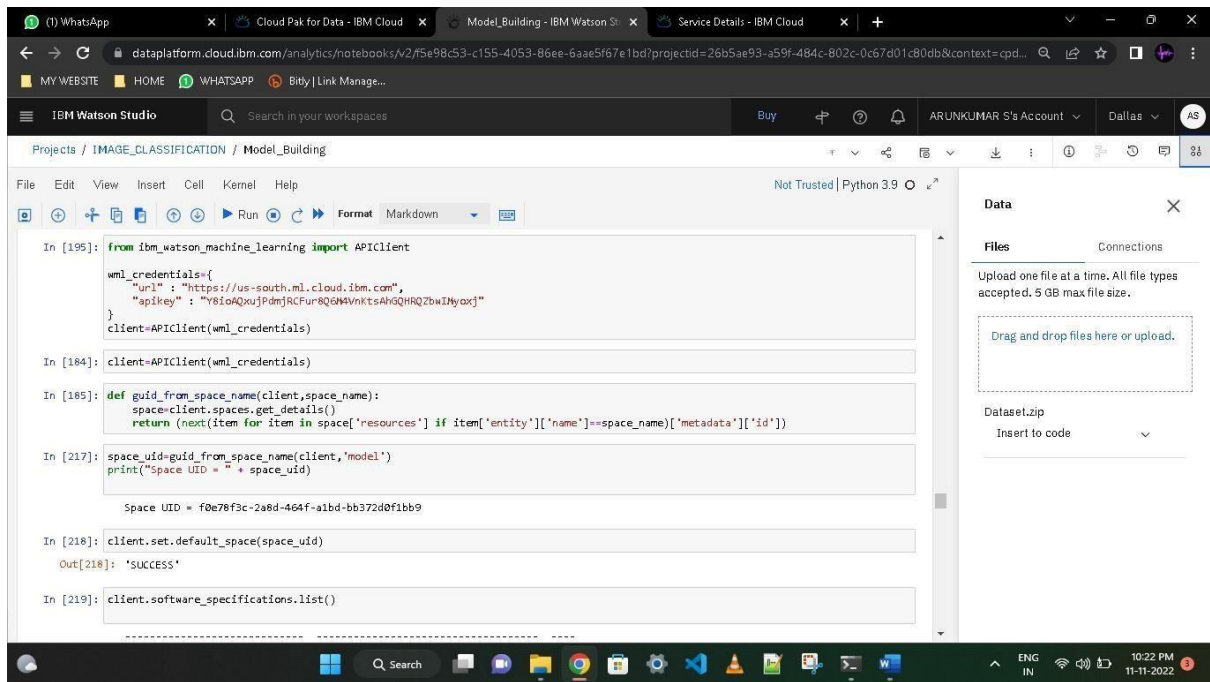 (1) WhatsApp
Cloud Pak for Data - IBM Cloud
Model_Building - IBM Watson St
Service Details - IBM Cloud
dataplatform.cloud.ibm.com/analytics/notebooks/v2/f5e98c53-c155-4053-86ee-6aae5f67e1bd?projectid=26b5ae93-a59f-484c-802c-0c67d01c80db&context=cpd...
MY WEBSITE HOME WHATSAPP Bitly | Link Manage...
IBM Watson Studio
Search in your workspaces
Buy
ARUNKUMAR S's Account
Dallas
AS
Projects / IMAGE_CLASSIFICATION / Model_Building
File Edit View Insert Cell Kernel Help
Not Trusted | Python 3.9
Run
Format Markdown
In [195]: from ibm_watson_machine_learning import APIClient
wml_credentials={
"url" : "https://us-south.ml.cloud.ibm.com",
"apikey" :
}
client=APIClient(wml_credentials)
In [184]: client=APIClient(wml_credentials)
In [185]: def guid_from_space_name(client,space_name):
space=client.spaces.get_details()
return (next(item for item in space['resources'] if item['entity']['name']==space_name)['metadata']['id'])
In [217]: space_uid=guid_from_space_name(client,'model')
print("Space UID = " + space_uid)
Space UID = f0e78f3c-2a8d-464f-a1bd-bb372d0f1bb9
In [218]: client.set.default_space(space_uid)
Out[218]: 'SUCCESS'
In [219]: client.software_specifications.list()
----------------------------- ------------------------------------ ----
Data
Files
Connections
Upload one file at a time. All file types
accepted. 5 GB max file size.
Drag and drop files here or upload.
Dataset.zip
Insert to code
Search
ENG
IN
10:22 PM
11-11-2022
3